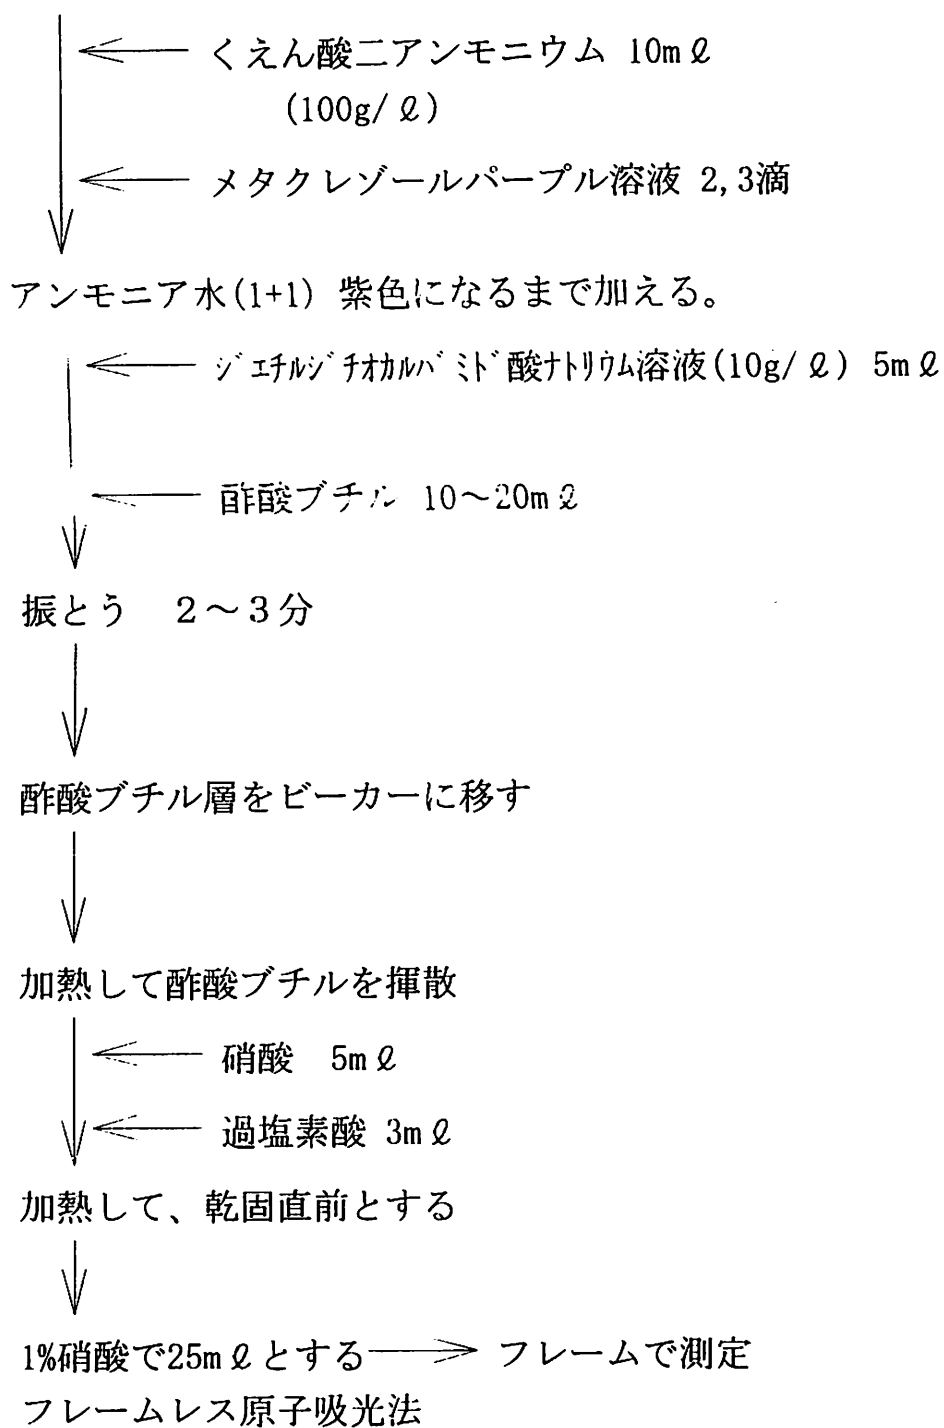 くえん酸二アンモニウム 10mℓ
(100g/ℓ)
メタクレゾールパープル溶液 2,3滴
アンモニア水(1+1) 紫色になるまで加える。
ｼﾞｴﾁﾙｼﾞﾁｵｶﾙﾊﾞﾐﾄﾞ酸ﾅﾄﾘｳﾑ溶液(10g/ℓ) 5mℓ
酢酸ブチル 10～20mℓ
振とう　２～３分
酢酸ブチル層をビーカーに移す
加熱して酢酸ブチルを揮散
硝酸　5mℓ
過塩素酸 3mℓ
加熱して、乾固直前とする
1%硝酸で25mℓとする フレームで測定
フレームレス原子吸光法